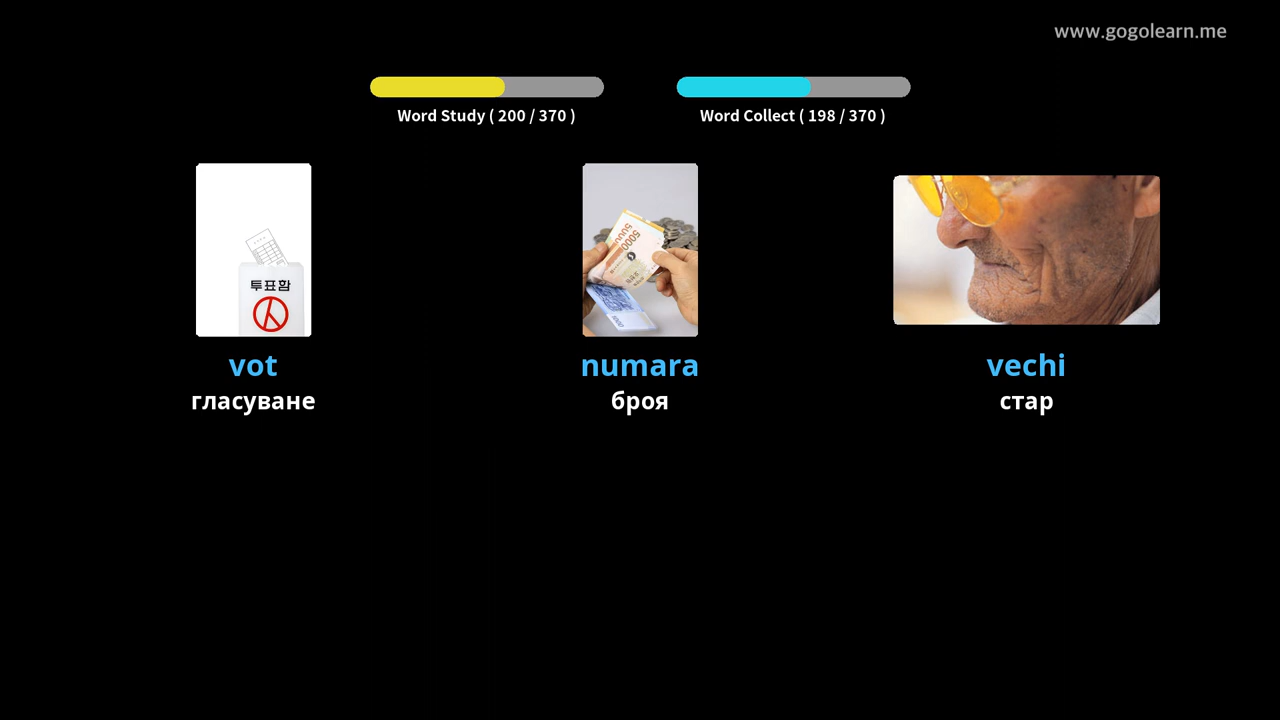 www.gogolearn.me
Word Study ( 200 / 370 )
Word Collect ( 198 / 370 )
투표함
5000
vot
numara
vechi
гласуване
броя
стар